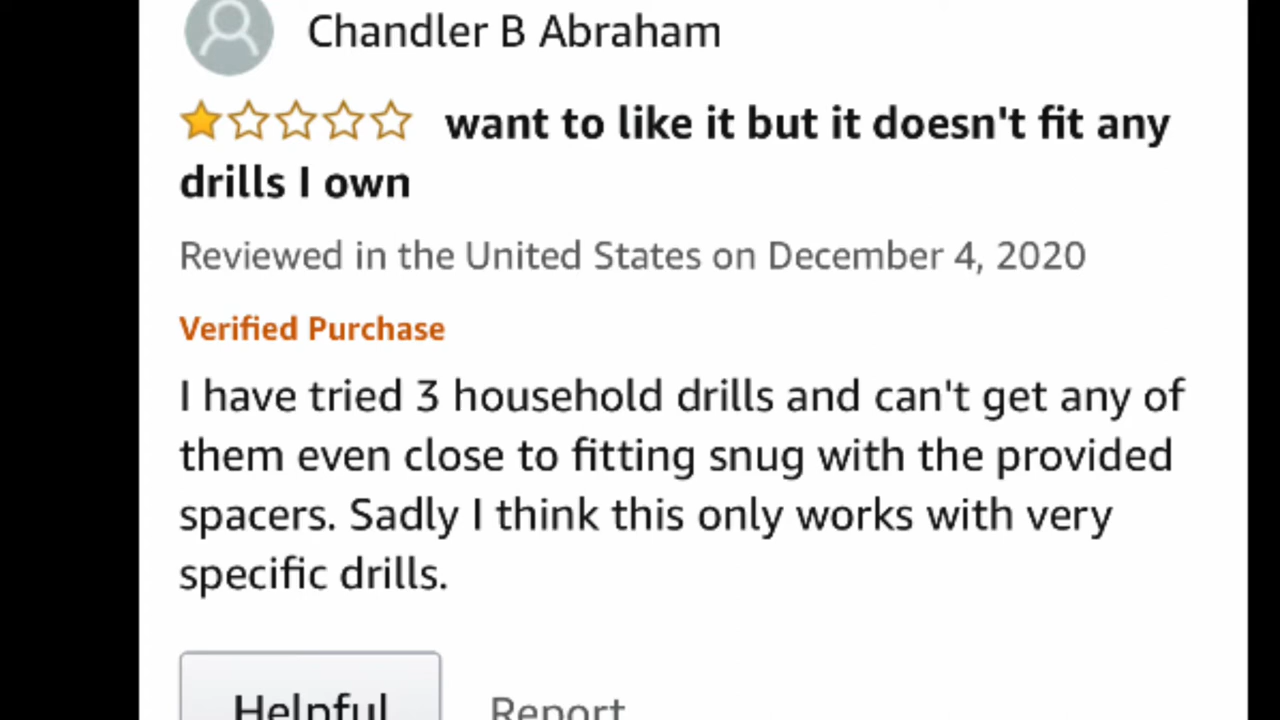 Chandler B Abraham
want to like it but it doesn't fit any
drills I own
Reviewed in the United States on December 4, 2020
Verified Purchase
I have tried 3 household drills and can't get any of
them even close to fitting snug with the provided
spacers. Sadly I think this only works with very
specific drills.
Helpful
Report